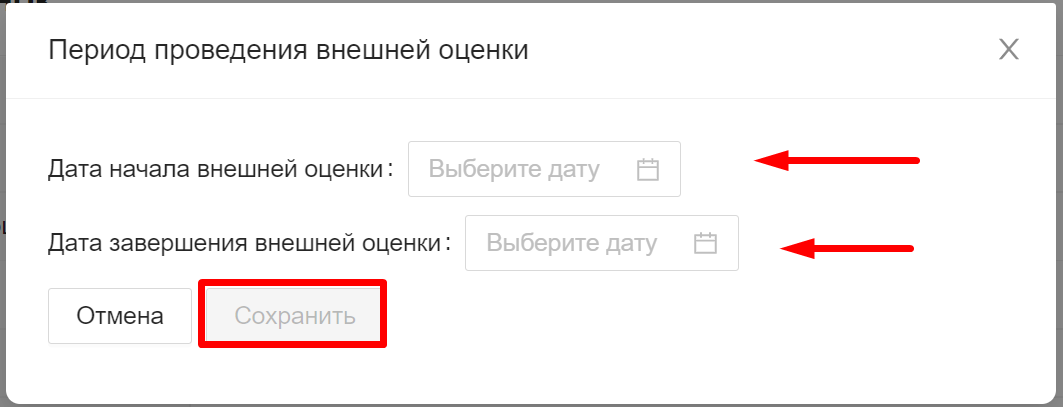 Период проведения внешней оценки
Дата начала внешней оценки: Выберите дату
Дата завершения внешней оценки: Выберите дату
Отмена Сохранить